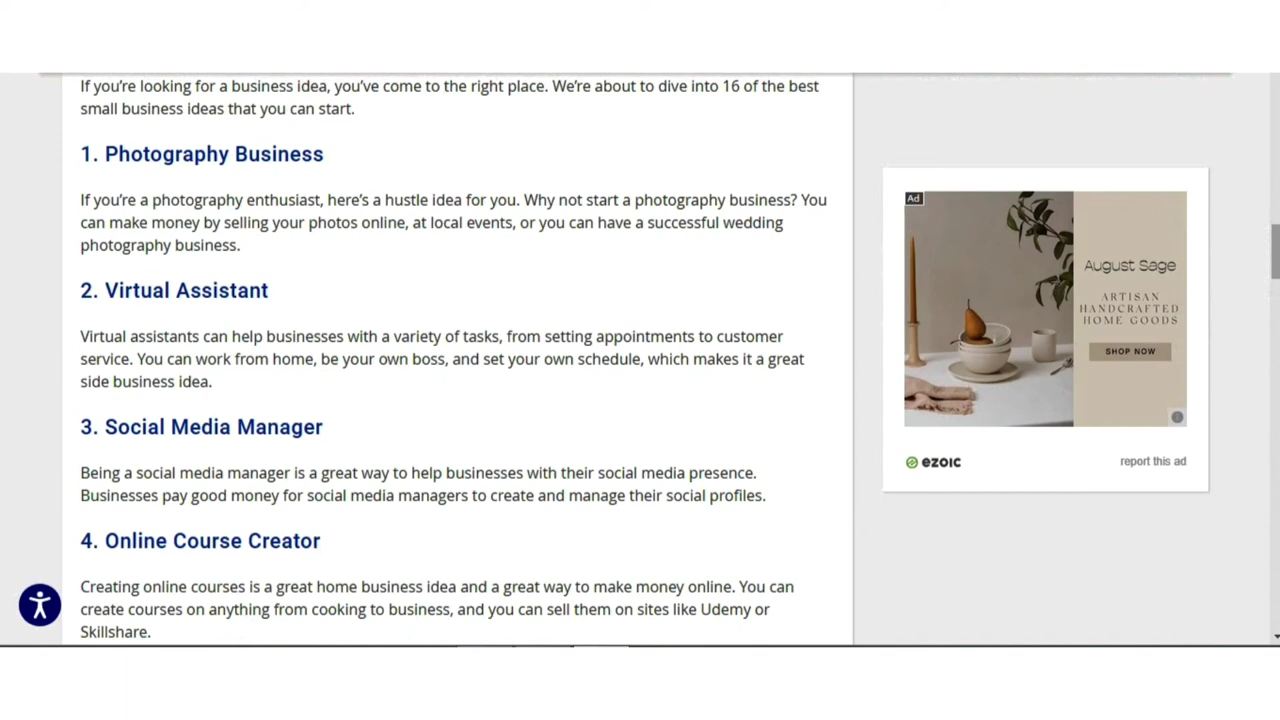 If you're looking for a business idea, you've come to the right place. We're about to dive into 16 of the best
small business ideas that you can start.
1. Photography Business
If you're a photography enthusiast, here's a hustle idea for you. Why not start a photography business? You
can make money by selling your photos online, at local events, or you can have a successful wedding
photography business.
2. Virtual Assistant
Virtual assistants can help businesses with a variety of tasks, from setting appointments to customer
service. You can work from home, be your own boss, and set your own schedule, which makes it a great
side business idea.
3. Social Media Manager
Being a social media manager is a great way to help businesses with their social media presence.
Businesses pay good money for social media managers to create and manage their social profiles.
4. Online Course Creator
Creating online courses is a great home business idea and a great way to make money online. You can
create courses on anything from cooking to business, and you can sell them on sites like Udemy or
Skillshare.
Ad
August Sage
ARTISAN
HANDCRAFTED
HOME GOODS
SHOP NOW
ezoic
report this ad